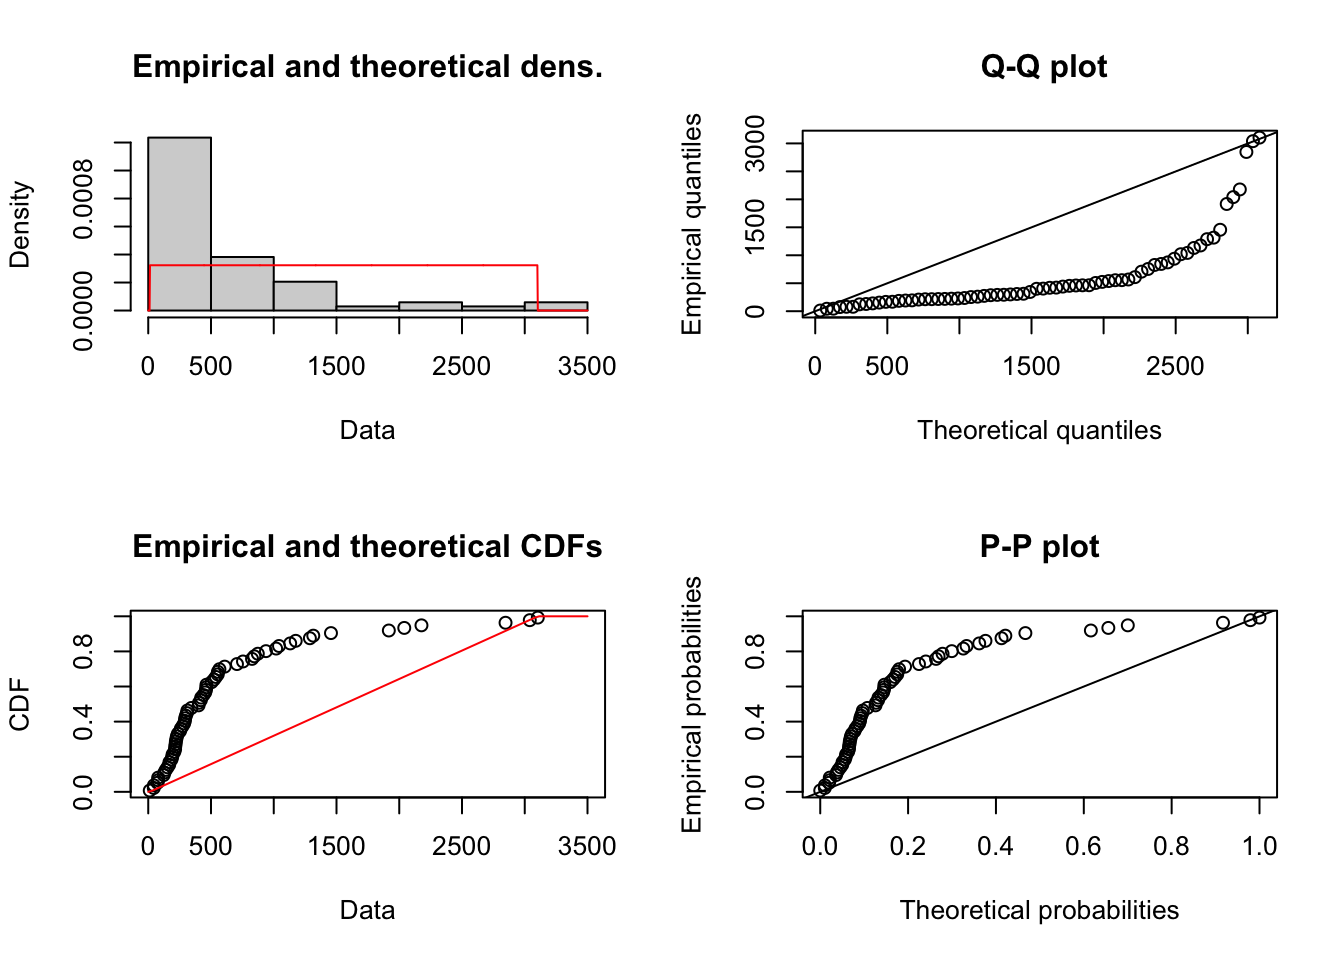 Empirical and theoretical dens.
Density
0.0000 0.0008
0 500 1500 2500 3500
Data
Q-Q plot
Empirical quantiles
0 1500 3000
0 500 1500 2500
Theoretical quantiles
Empirical and theoretical CDFs
CDF
0.0 0.4 0.8
0 500 1500 2500 3500
Data
P-P plot
Empirical probabilities
0.0 0.4 0.8
0.0 0.2 0.4 0.6 0.8 1.0
Theoretical probabilities